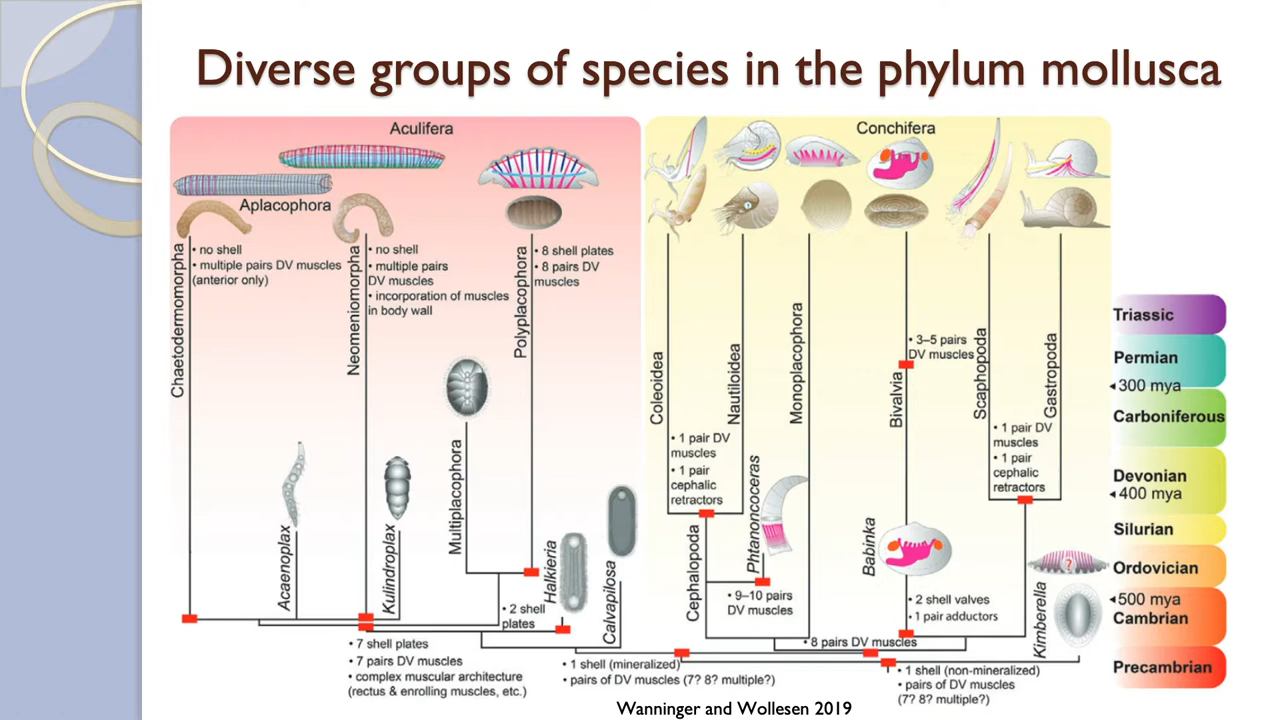 Diverse groups of species in the phylum mollusca
Aculifera
Aplacophora
Chaetodermomorpha
• no shell
• multiple pairs DV muscles
(anterior only)
Neomeniomorpha
• no shell
• multiple pairs
DV muscles
• incorporation of muscles
in body wall
Polyplacophora
• 8 shell plates
• 8 pairs DV
muscles
Multiplacophora
Acaenoplax
Kulindroplax
Halkieria
Calvapilosa
• 2 shell
plates
• 7 shell plates
• 7 pairs DV muscles
• complex muscular architecture
(rectus & enrolling muscles, etc.)
Conchifera
Coleoidea
Nautiloidea
Monoplacophora
Bivalvia
Scaphopoda
Gastropoda
• 3–5 pairs
DV muscles
• 1 pair DV
muscles
• 1 pair
cephalic
retractors
• 1 pair DV
muscles
• 1 pair
cephalic
retractors
Cephalopoda
Phtanoncoceras
• 9–10 pairs
DV muscles
Babinka
• 2 shell valves
• 1 pair adductors
?
Kimberella
• 8 pairs DV muscles
• 1 shell (mineralized)
• pairs of DV muscles (7? 8? multiple?)
• 1 shell (non-mineralized)
• pairs of DV muscles
(7? 8? multiple?)
Triassic
Permian
◂300 mya
Carboniferous
Devonian
◂400 mya
Silurian
Ordovician
◂500 mya
Cambrian
Precambrian
Wanninger and Wollesen 2019